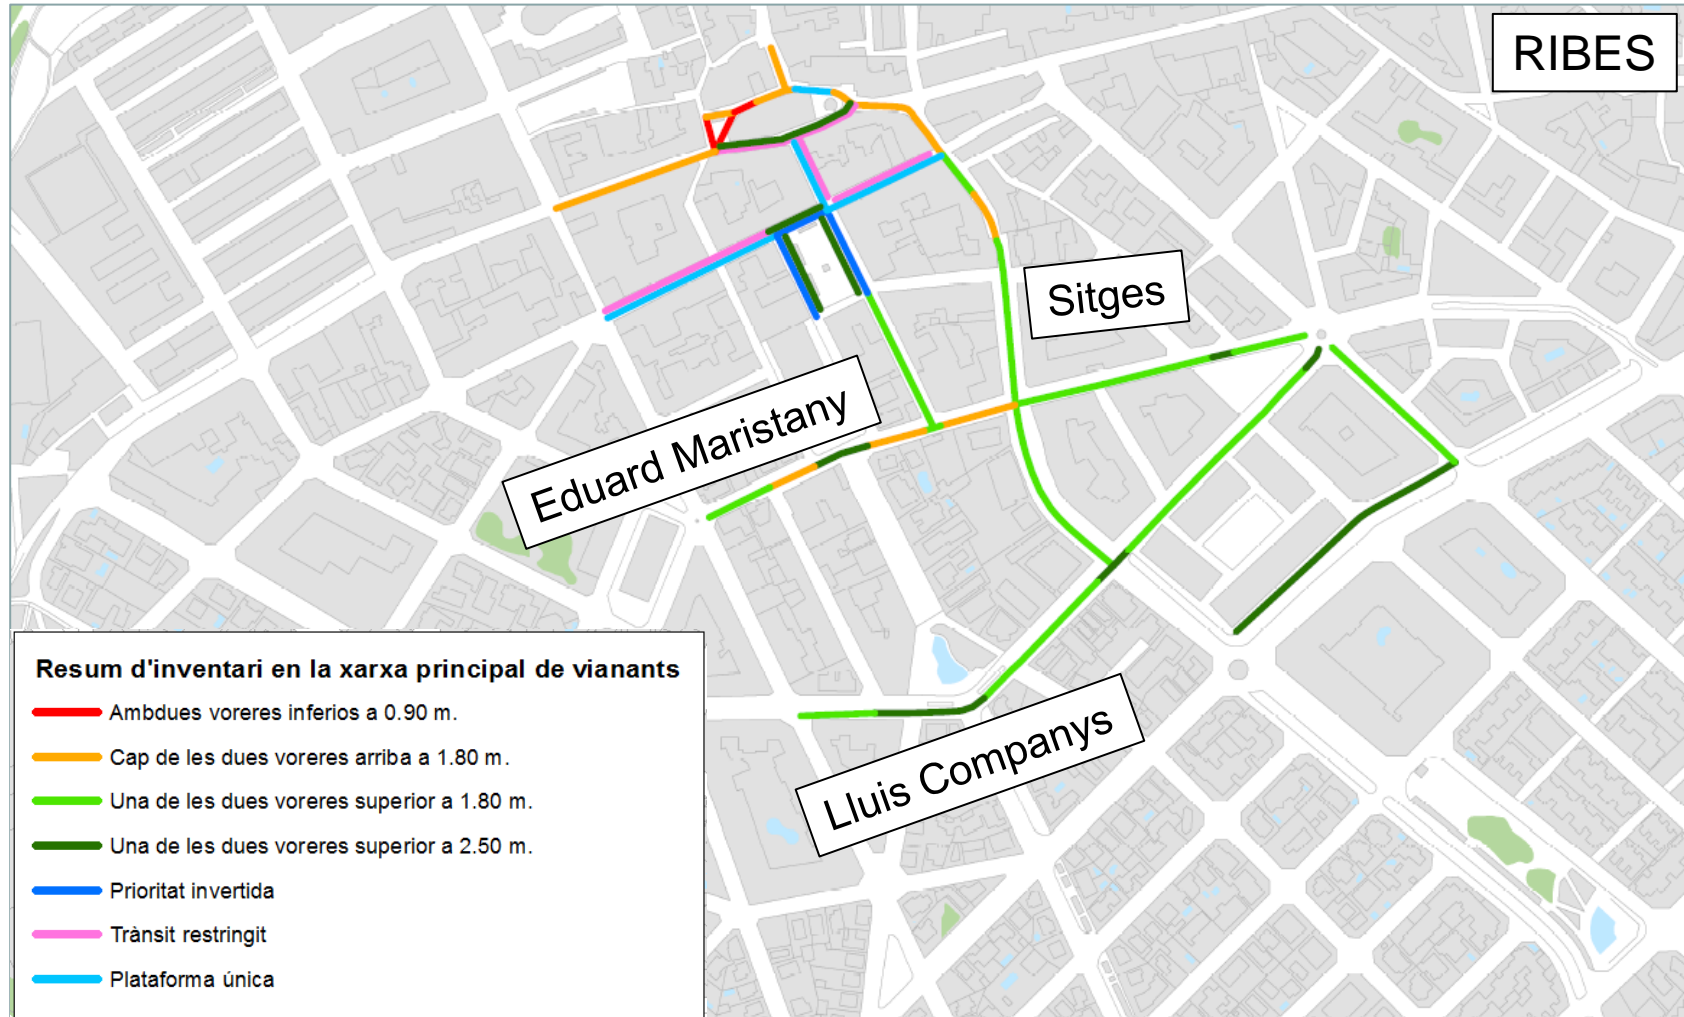 RIBES
Sitges
Eduard Maristany
Lluis Companys
Resum d'inventari en la xarxa principal de vianants
Ambdues voreres inferios a 0.90 m.
Cap de les dues voreres arriba a 1.80 m.
Una de les dues voreres superior a 1.80 m.
Una de les dues voreres superior a 2.50 m.
Prioritat invertida
Trànsit restringit
Plataforma única